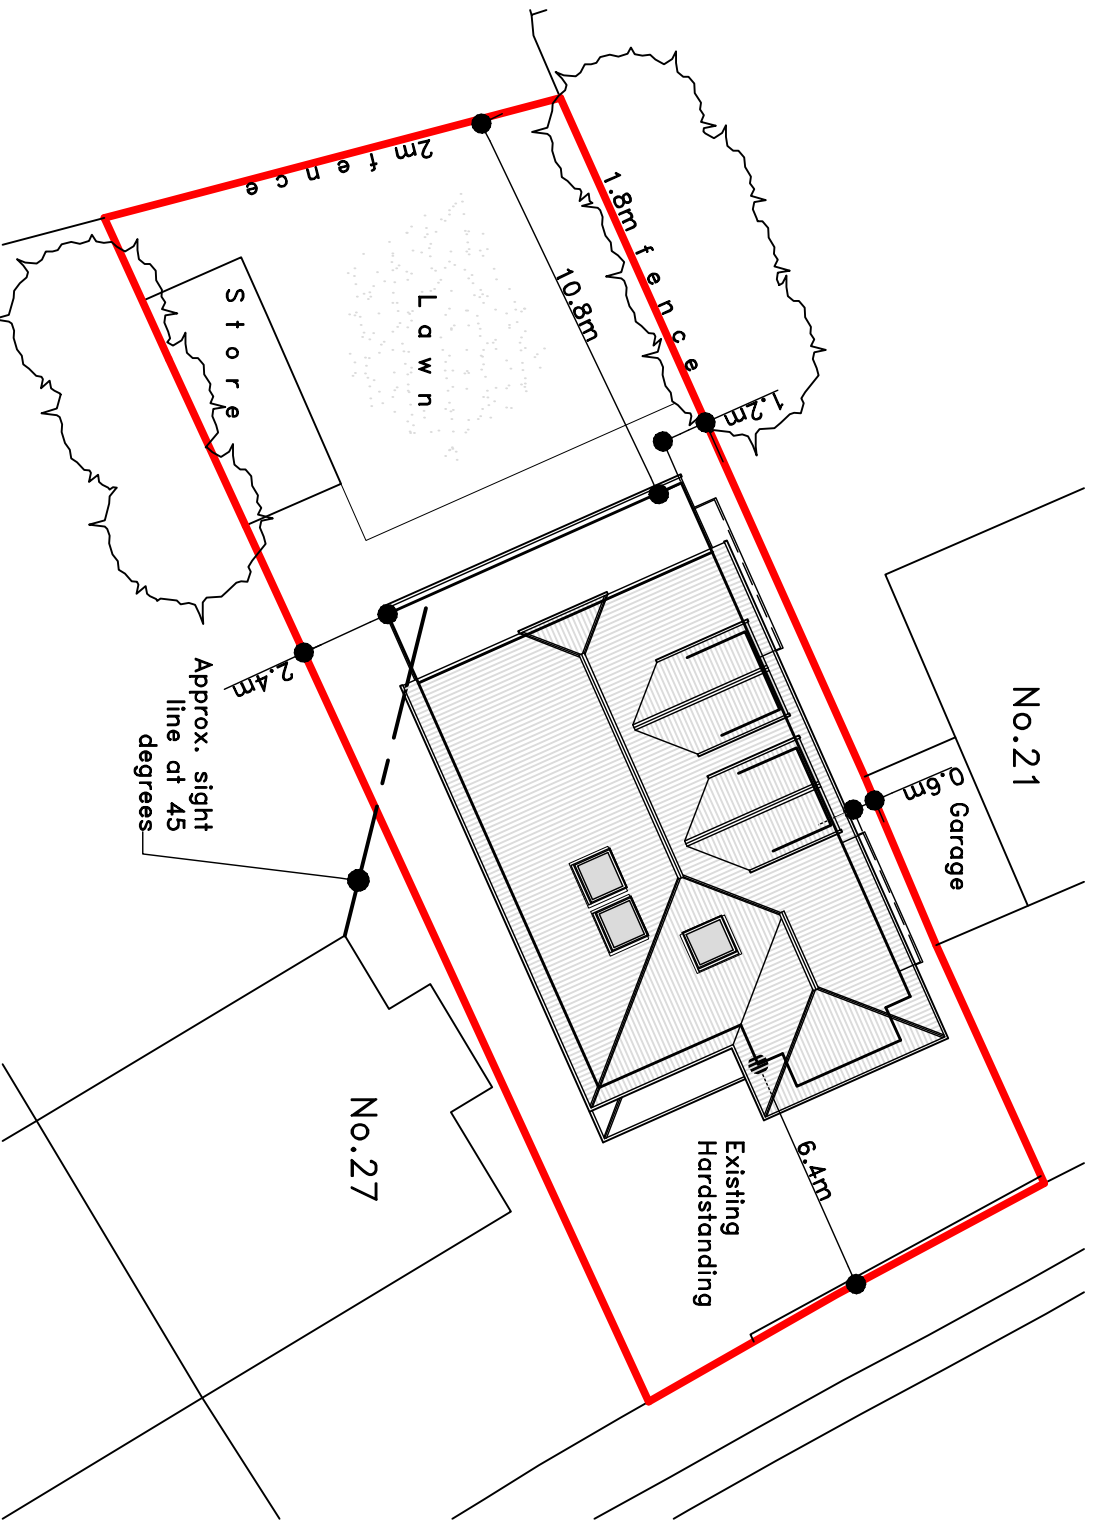 2m fence
1.8m fence
10.8m
Lawn
Store
1.2m
No.21
0.6m
Garage
2.4m
Approx. sight
line at 45
degrees
No.27
6.4m
Existing
Hardstanding